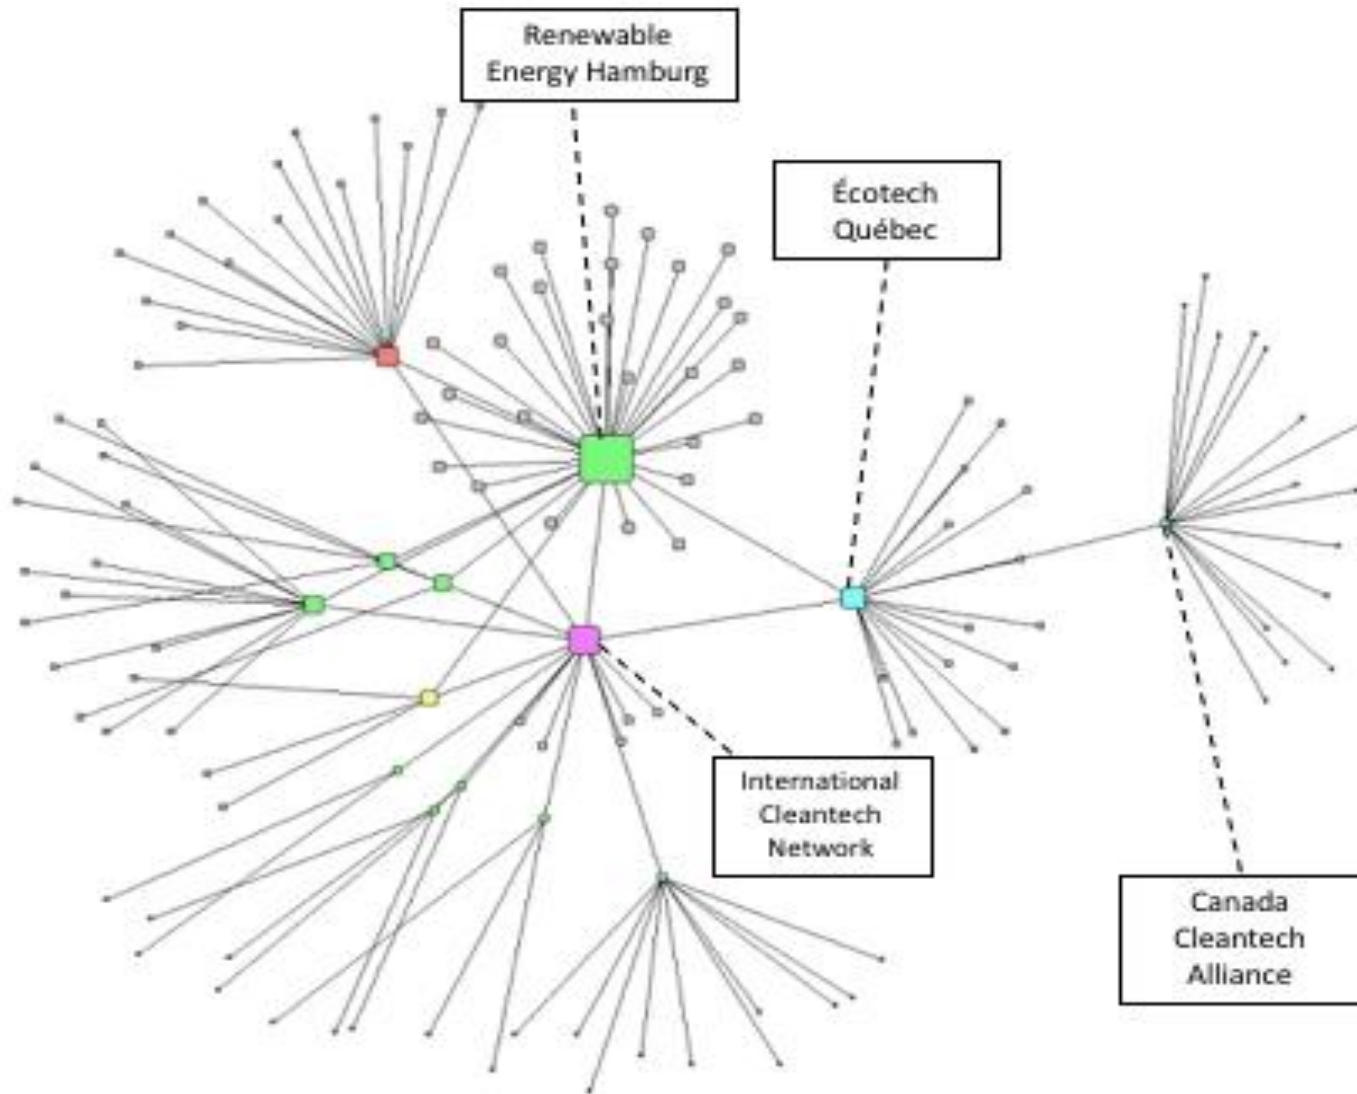 Renewable
Energy Hamburg
Écotech
Québec
International
Cleantech
Network
Canada
Cleantech
Alliance